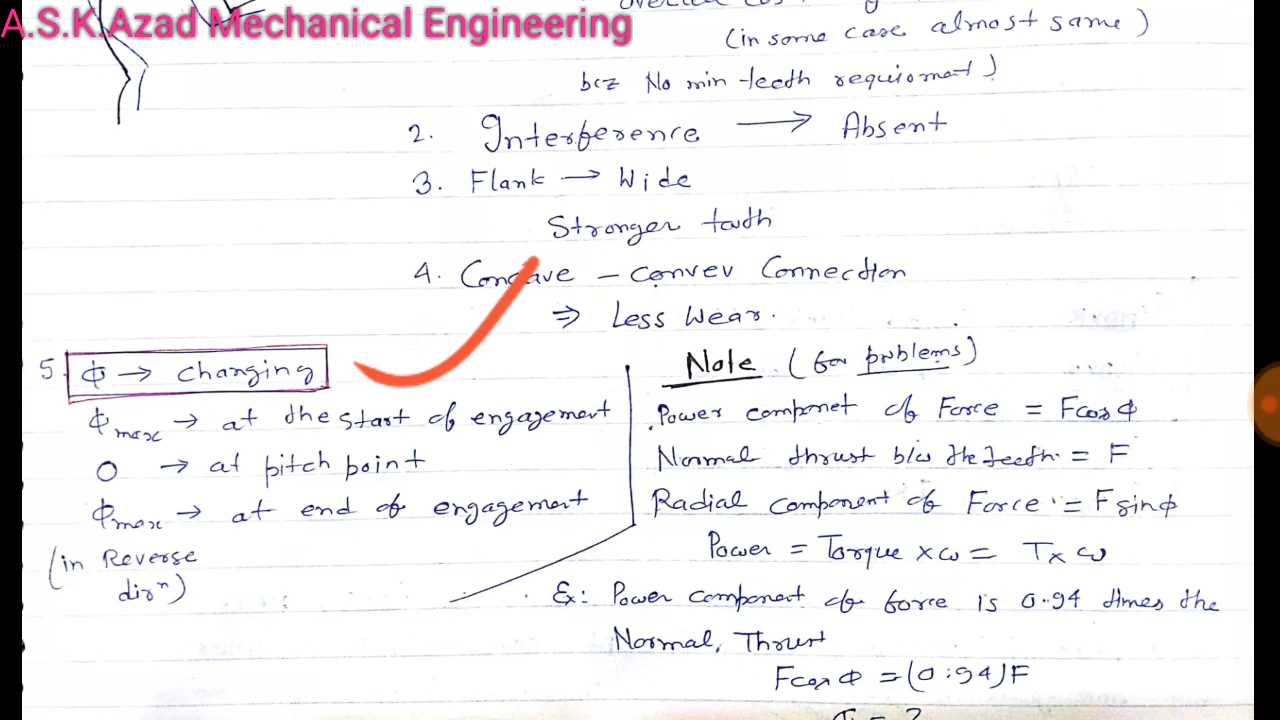 A.S.K.Azad Mechanical Engineering
(in some case almost same)
bcz No min teeth requirement)
2. Interference → Absent
3. Flank → Wide
Stronger tooth
4. Concave - convex Connection
⇒ Less Wear.
5. ϕ → changing
ϕmax → at the start of engagement
0 → at pitch point
ϕmax → at end of engagement
(in Reverse
dirⁿ)
Note (for problems)
Power componet of Force = Fcosϕ
Normal thrust b/w the teeth = F
Radial component of Force = Fsinϕ
Power = Torque × ω = T × ω
Ex: Power component of force is 0.94 times the
Normal, Thrust
Fcosϕ = (0.94)F